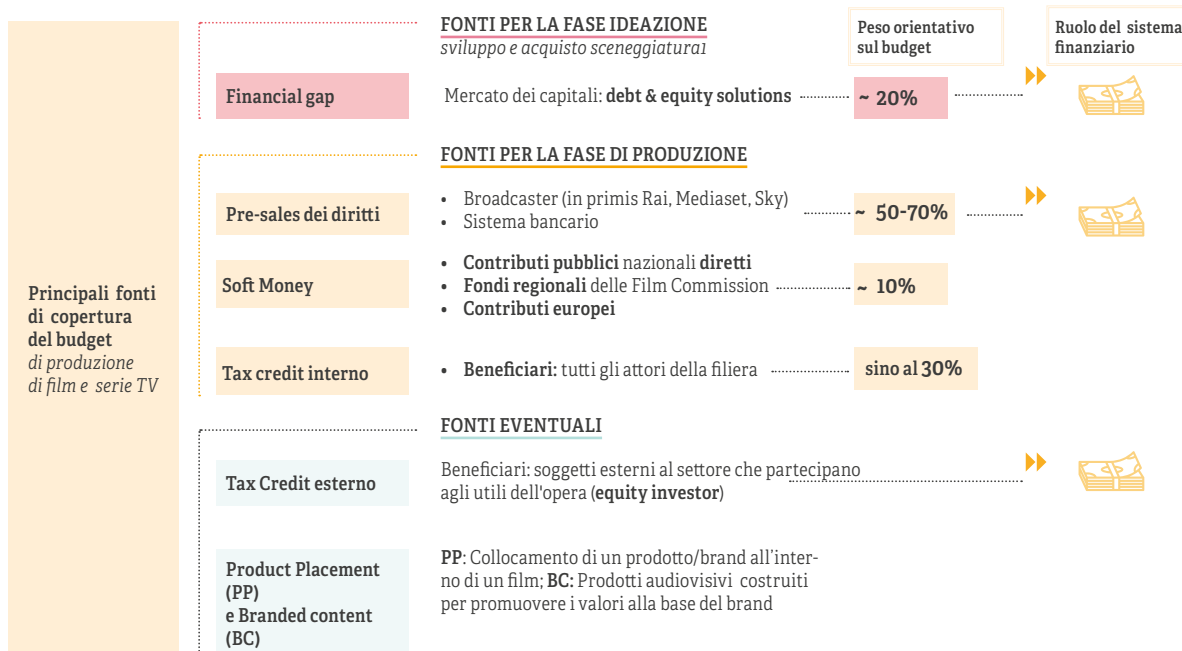 Principali fonti
di copertura
del budget
di produzione
di film e serie TV
FONTI PER LA FASE IDEAZIONE
sviluppo e acquisto sceneggiatura1
Peso orientativo
sul budget
Ruolo del sistema
finanziario
Financial gap
Mercato dei capitali: debt & equity solutions
~ 20%
FONTI PER LA FASE DI PRODUZIONE
Pre-sales dei diritti
• Broadcaster (in primis Rai, Mediaset, Sky)
• Sistema bancario
~ 50-70%
Soft Money
• Contributi pubblici nazionali diretti
• Fondi regionali delle Film Commission
• Contributi europei
~ 10%
Tax credit interno
• Beneficiari: tutti gli attori della filiera
sino al 30%
FONTI EVENTUALI
Tax Credit esterno
Beneficiari: soggetti esterni al settore che partecipano
agli utili dell'opera (equity investor)
Product Placement
(PP)
e Branded content
(BC)
PP: Collocamento di un prodotto/brand all'inter-
no di un film; BC: Prodotti audiovisivi costruiti
per promuovere i valori alla base del brand